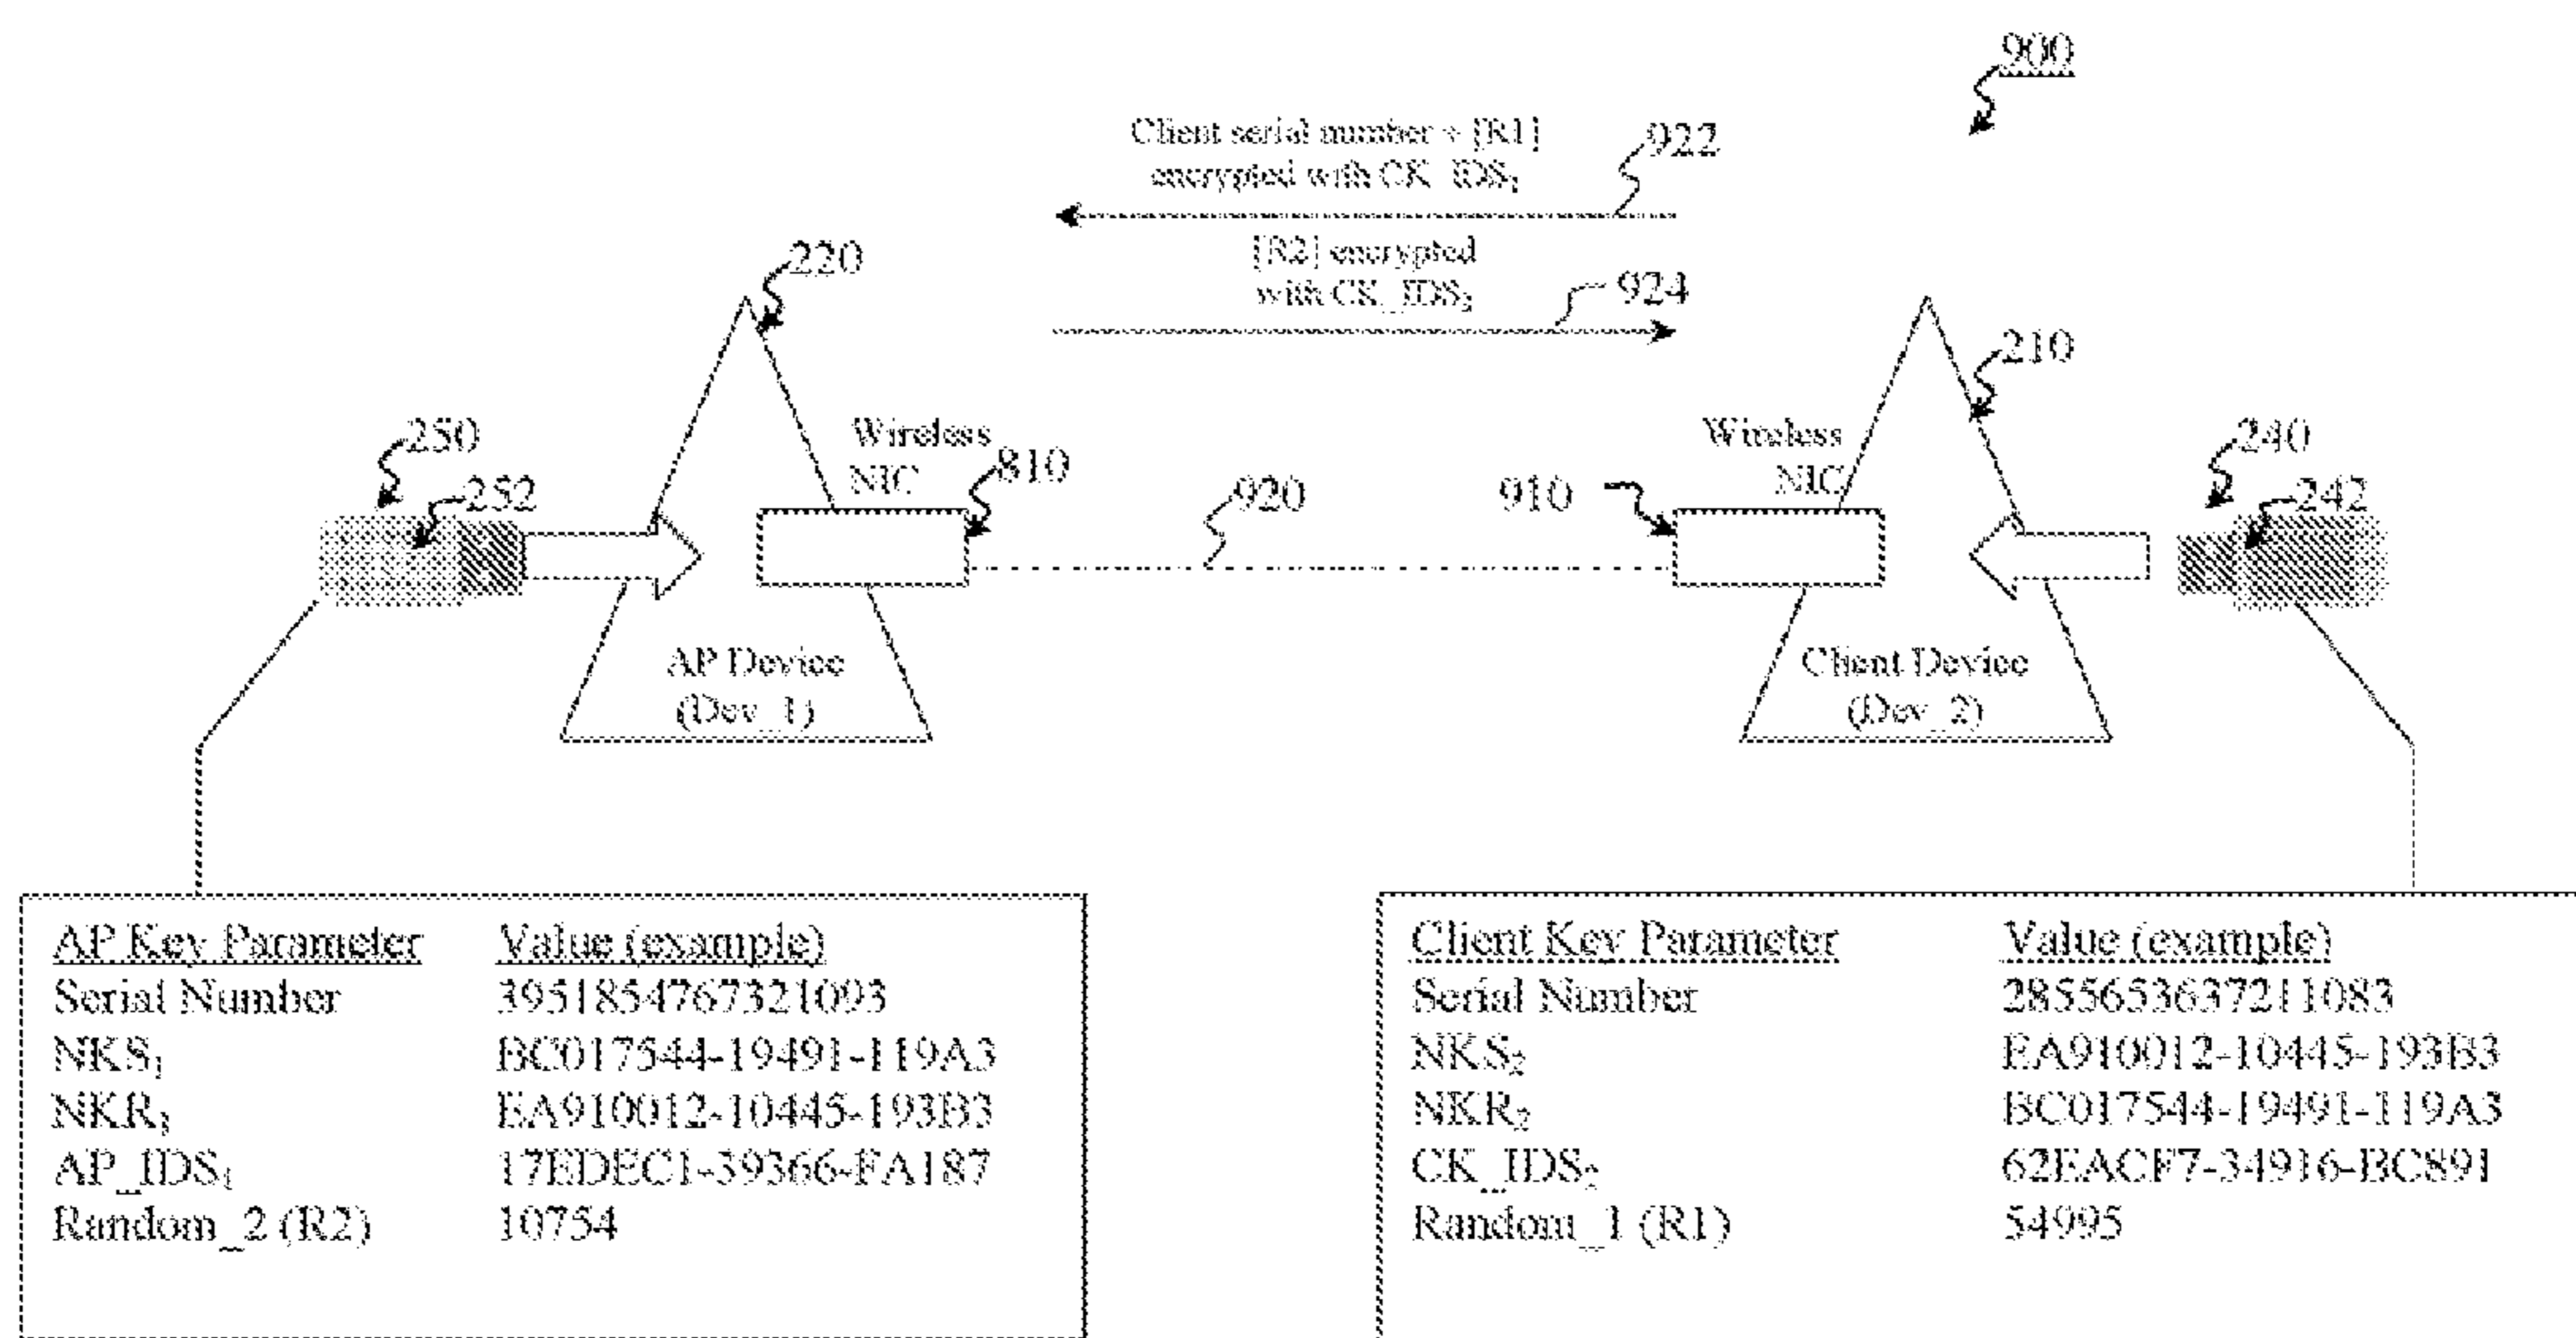 900
Client serial number + [R1]
encrypted with CK_IDS₂
922
[R2] encrypted
with CK_IDS₂
924
220
210
250
252
Wireless
NIC
810
920
910
Wireless
NIC
240
242
AP Device
(Dev_1)
Client Device
(Dev_2)
AP Key Parameter Value (example)
Serial Number 3951854767321093
NKS₁ BC017544-19491-119A3
NKR₁ EA910012-10445-193B3
AP_IDS₁ 17EDEC1-39366-FA187
Random_2 (R2) 10754
Client Key Parameter Value (example)
Serial Number 2855653637211083
NKS₂ EA910012-10445-193B3
NKR₂ BC017544-19491-119A3
CK_IDS₂ 62EACF7-34916-BC891
Random_1 (R1) 54995